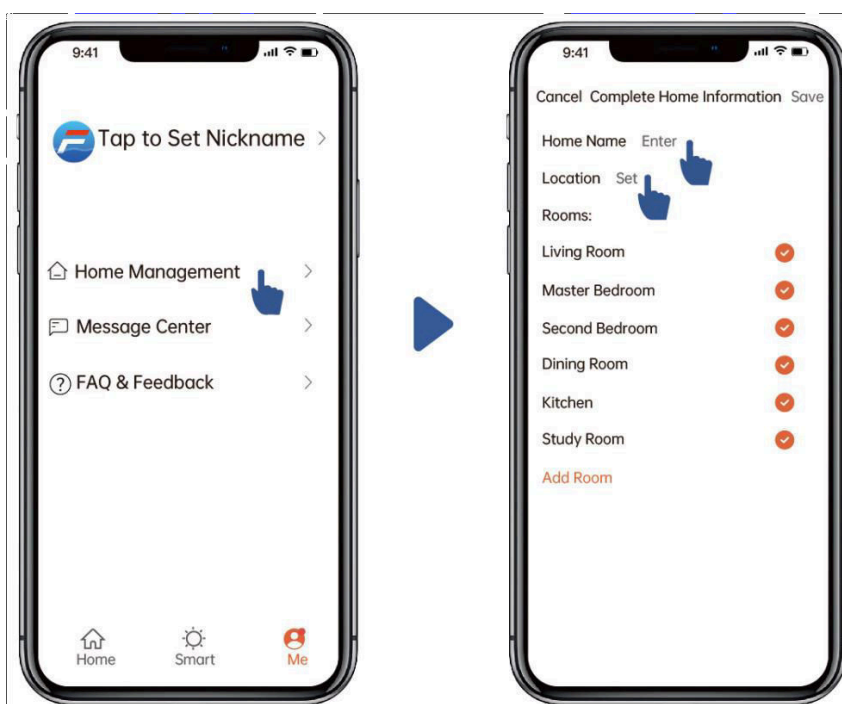 9:41
Tap to Set Nickname
Home Management
Message Center
FAQ & Feedback
Home Smart Me
9:41
Cancel Complete Home Information Save
Home Name Enter
Location Set
Rooms:
Living Room
Master Bedroom
Second Bedroom
Dining Room
Kitchen
Study Room
Add Room